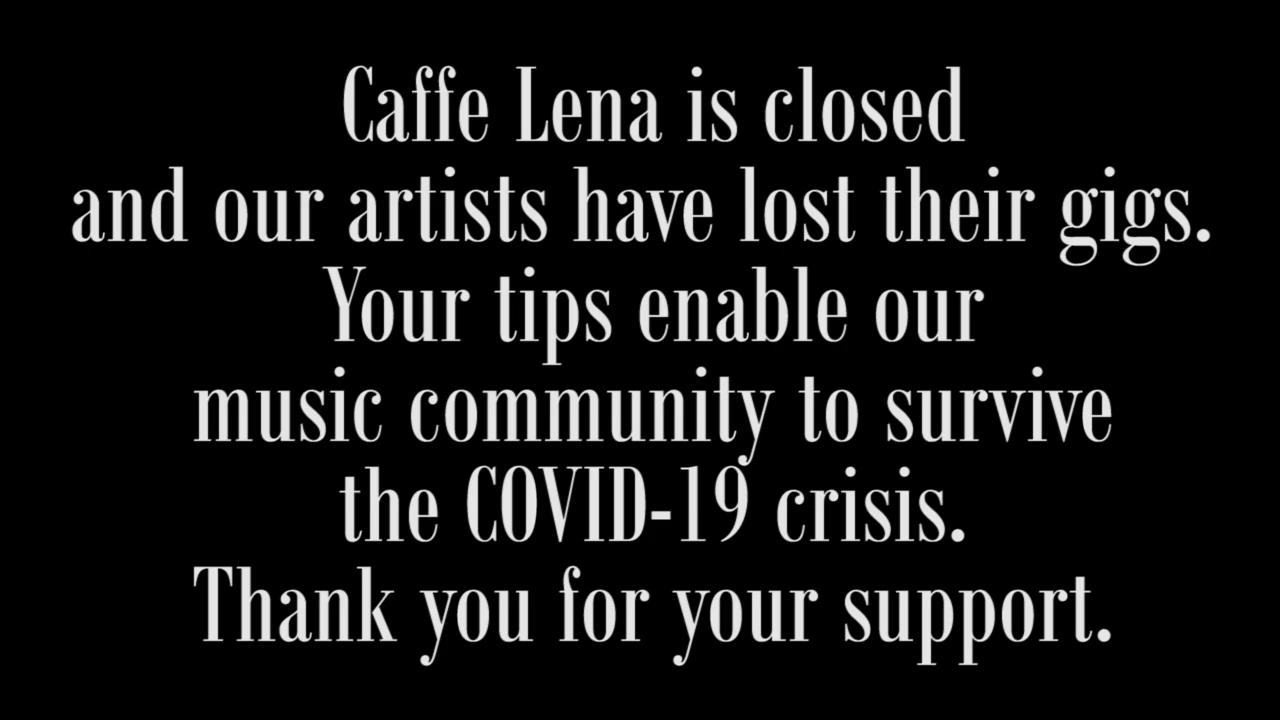 Caffe Lena is closed
and our artists have lost their gigs.
Your tips enable our
music community to survive
the COVID-19 crisis.
Thank you for your support.